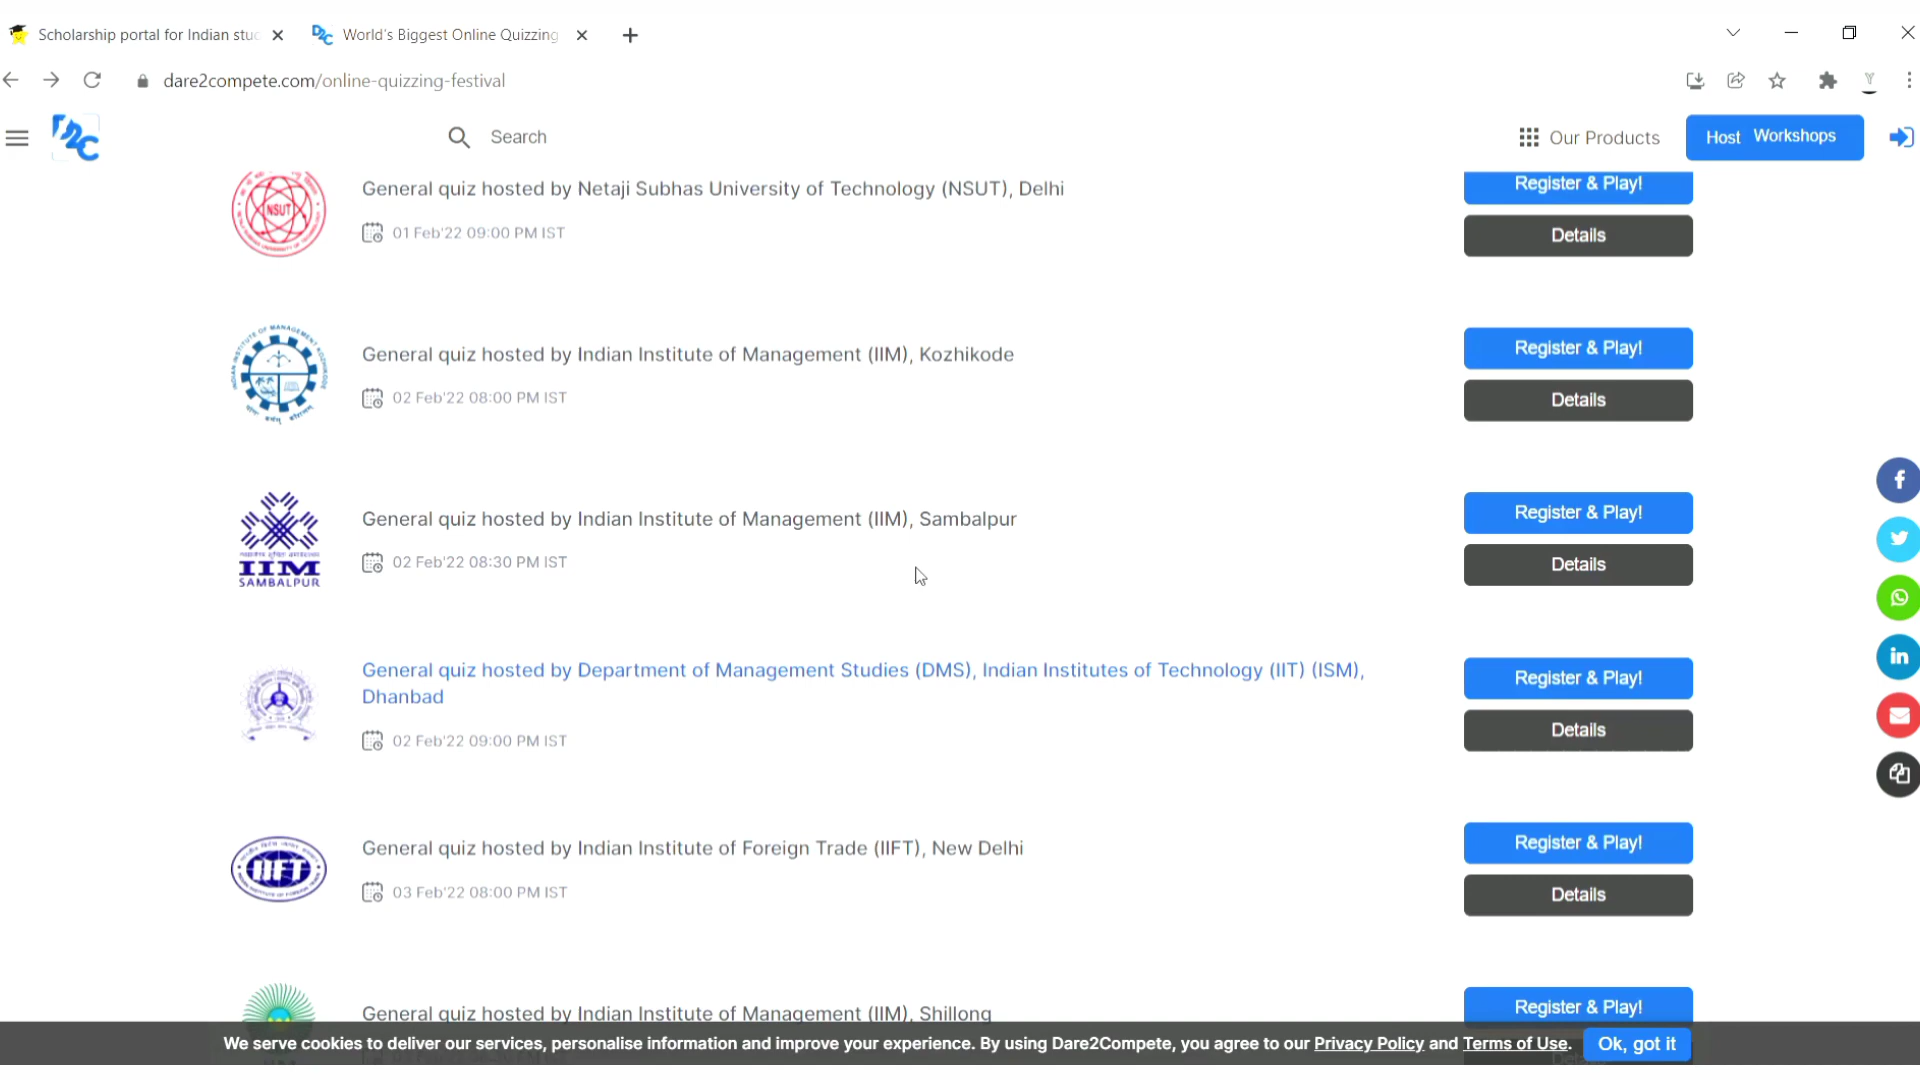 Scholarship portal for Indian stu
World's Biggest Online Quizzing
dare2compete.com/online-quizzing-festival
D2C
Search
Our Products
Host Workshops
NSUT
General quiz hosted by Netaji Subhas University of Technology (NSUT), Delhi
01 Feb'22 09:00 PM IST
Register & Play!
Details
General quiz hosted by Indian Institute of Management (IIM), Kozhikode
02 Feb'22 08:00 PM IST
Register & Play!
Details
IIM
SAMBALPUR
General quiz hosted by Indian Institute of Management (IIM), Sambalpur
02 Feb'22 08:30 PM IST
Register & Play!
Details
General quiz hosted by Department of Management Studies (DMS), Indian Institutes of Technology (IIT) (ISM),
Dhanbad
02 Feb'22 09:00 PM IST
Register & Play!
Details
IIFT
General quiz hosted by Indian Institute of Foreign Trade (IIFT), New Delhi
03 Feb'22 08:00 PM IST
Register & Play!
Details
General quiz hosted by Indian Institute of Management (IIM), Shillong
Register & Play!
We serve cookies to deliver our services, personalise information and improve your experience. By using Dare2Compete, you agree to our Privacy Policy and Terms of Use.
Ok, got it